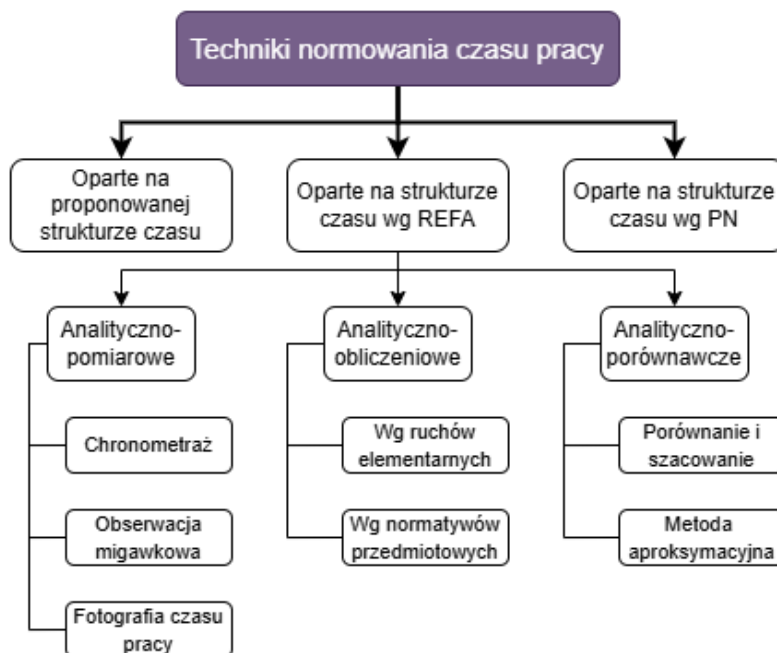 Techniki normowania czasu pracy
Oparte na
proponowanej
strukturze czasu
Oparte na strukturze
czasu wg REFA
Oparte na strukturze
czasu wg PN
Analityczno-
pomiarowe
Analityczno-
obliczeniowe
Analityczno-
porównawcze
Chronometraż
Wg ruchów
elementarnych
Porównanie i
szacowanie
Obserwacja
migawkowa
Wg normatywów
przedmiotowych
Metoda
aproksymacyjna
Fotografia czasu
pracy